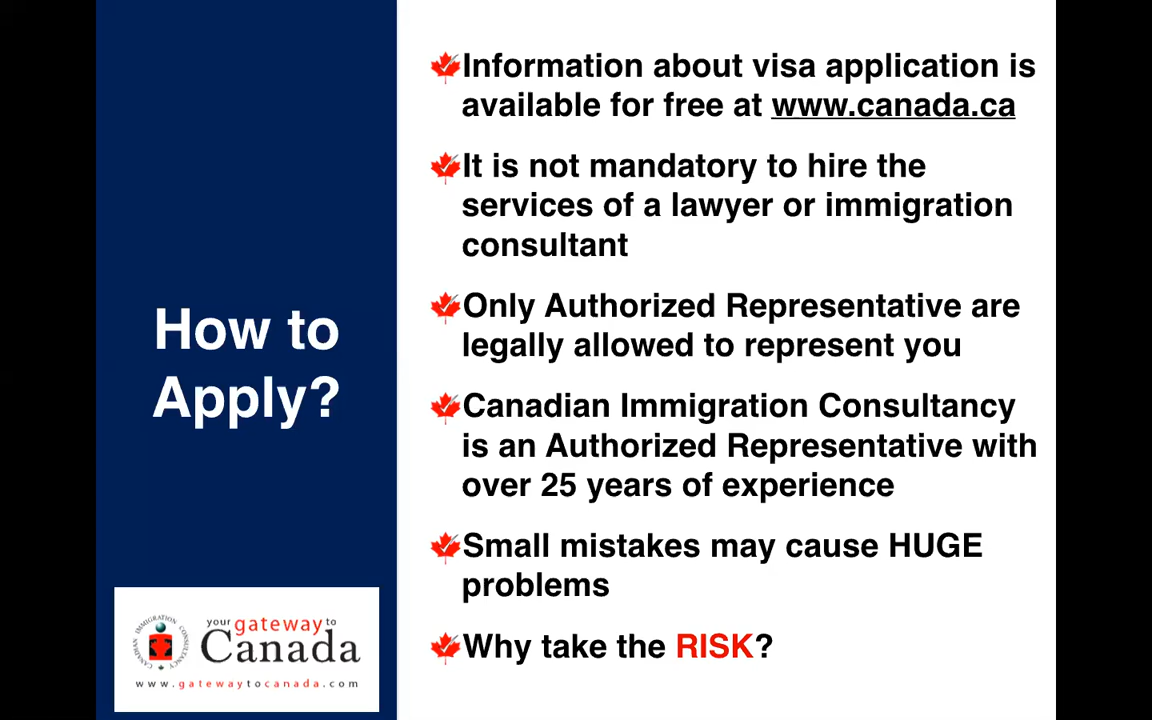 How to
Apply?
Information about visa application is
available for free at www.canada.ca
It is not mandatory to hire the
services of a lawyer or immigration
consultant
Only Authorized Representative are
legally allowed to represent you
Canadian Immigration Consultancy
is an Authorized Representative with
over 25 years of experience
Small mistakes may cause HUGE
problems
Why take the RISK?
CANADIAN IMMIGRATION CONSULTANCY
your gateway to
Canada
www.gatewaytocanada.com